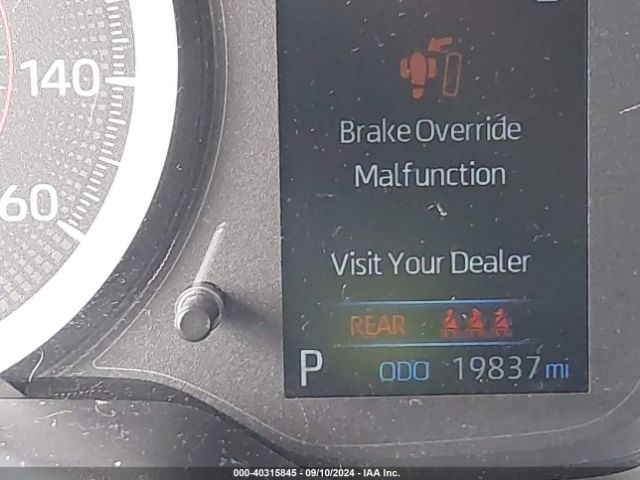 140
60
Brake Override
Malfunction
Visit Your Dealer
REAR
P ODO 19837 mi
000-40315845 - 09/10/2024 - IAA Inc.